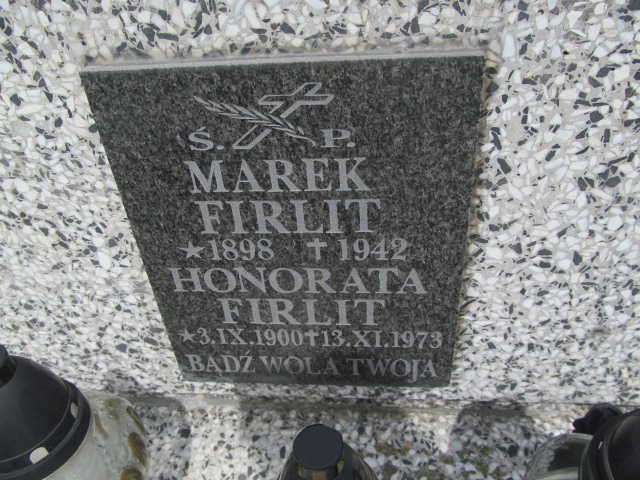 Ś. P.
MAREK
FIRLIT
★1898 ✝1942
HONORATA
FIRLIT
★3.IX.1900✝13.XI.1973
BĄDŹ WOLA TWOJA